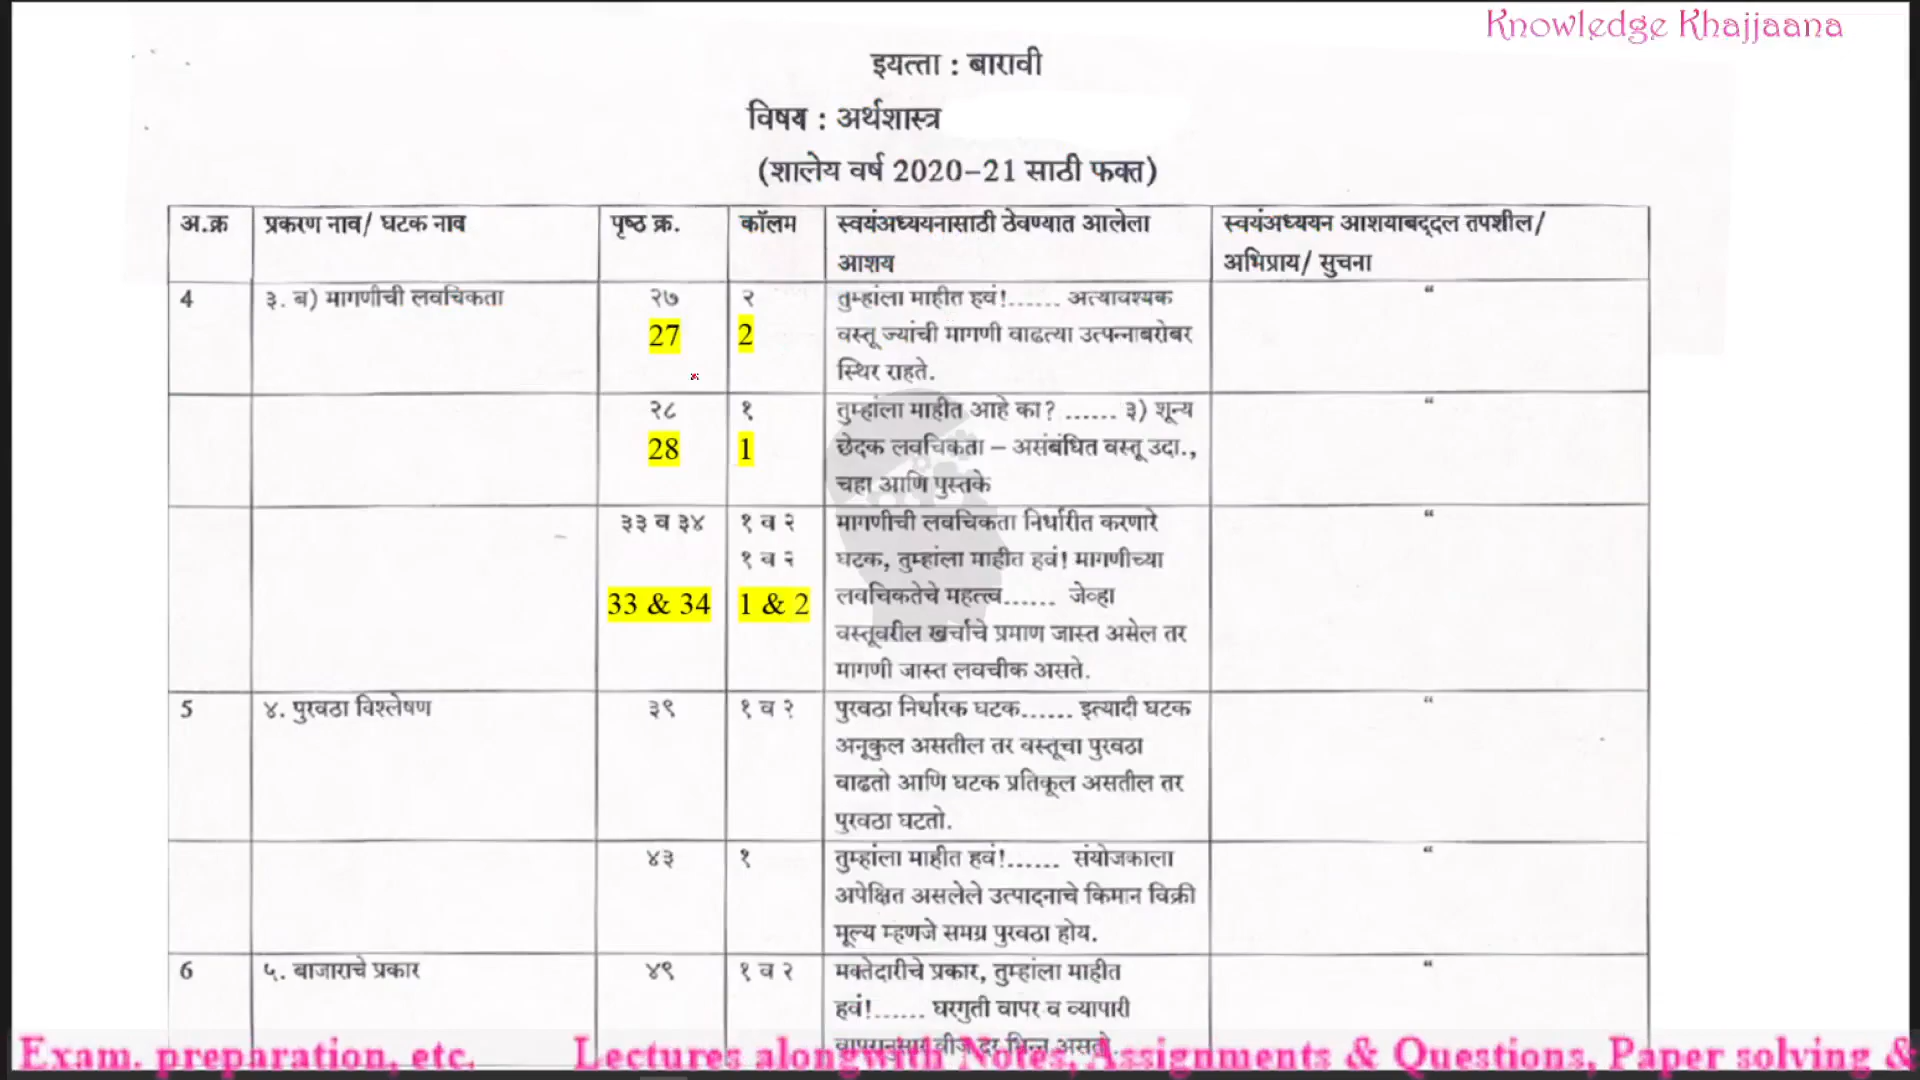 Knowledge Khajjaana
इयत्ता : बारावी
विषय : अर्थशास्त्र
(शालेय वर्ष 2020-21 साठी फक्त)
अ.क्र प्रकरण नाव/ घटक नाव पृष्ठ क्र. कॉलम स्वयंअध्ययनासाठी ठेवण्यात आलेला स्वयंअध्ययन आशयाबद्दल तपशील/
आशय अभिप्राय/ सुचना
4 ३. ब) मागणीची लवचिकता २७ २ तुम्हांला माहीत हवं!...... अत्यावश्यक "
27 2 वस्तू ज्यांची मागणी वाढत्या उत्पन्नाबरोबर
स्थिर राहते.
२८ १ तुम्हांला माहीत आहे का? ...... ३) शून्य "
28 1 छेदक लवचिकता – असंबंधित वस्तू उदा.,
चहा आणि पुस्तके
३३ व ३४ १ व २ मागणीची लवचिकता निर्धारीत करणारे "
१ व २ घटक, तुम्हांला माहीत हवं! मागणीच्या
33 & 34 1 & 2 लवचिकतेचे महत्त्व...... जेव्हा
वस्तूवरील खर्चाचे प्रमाण जास्त असेल तर
मागणी जास्त लवचीक असते.
5 ४. पुरवठा विश्लेषण ३९ १ व २ पुरवठा निर्धारक घटक...... इत्यादी घटक "
अनूकुल असतील तर वस्तूचा पुरवठा
वाढतो आणि घटक प्रतिकूल असतील तर
पुरवठा घटतो.
४३ १ तुम्हांला माहीत हवं!...... संयोजकाला "
अपेक्षित असलेले उत्पादनाचे किमान विक्री
मूल्य म्हणजे समग्र पुरवठा होय.
6 ५. बाजाराचे प्रकार ४९ १ व २ मक्तेदारीचे प्रकार, तुम्हांला माहीत "
हवं!...... घरगुती वापर व व्यापारी
वापरानुसार वीज दर भिन्न असतो.
Exam. preparation, etc. Lectures alongwith Notes, Assignments & Questions, Paper solving &